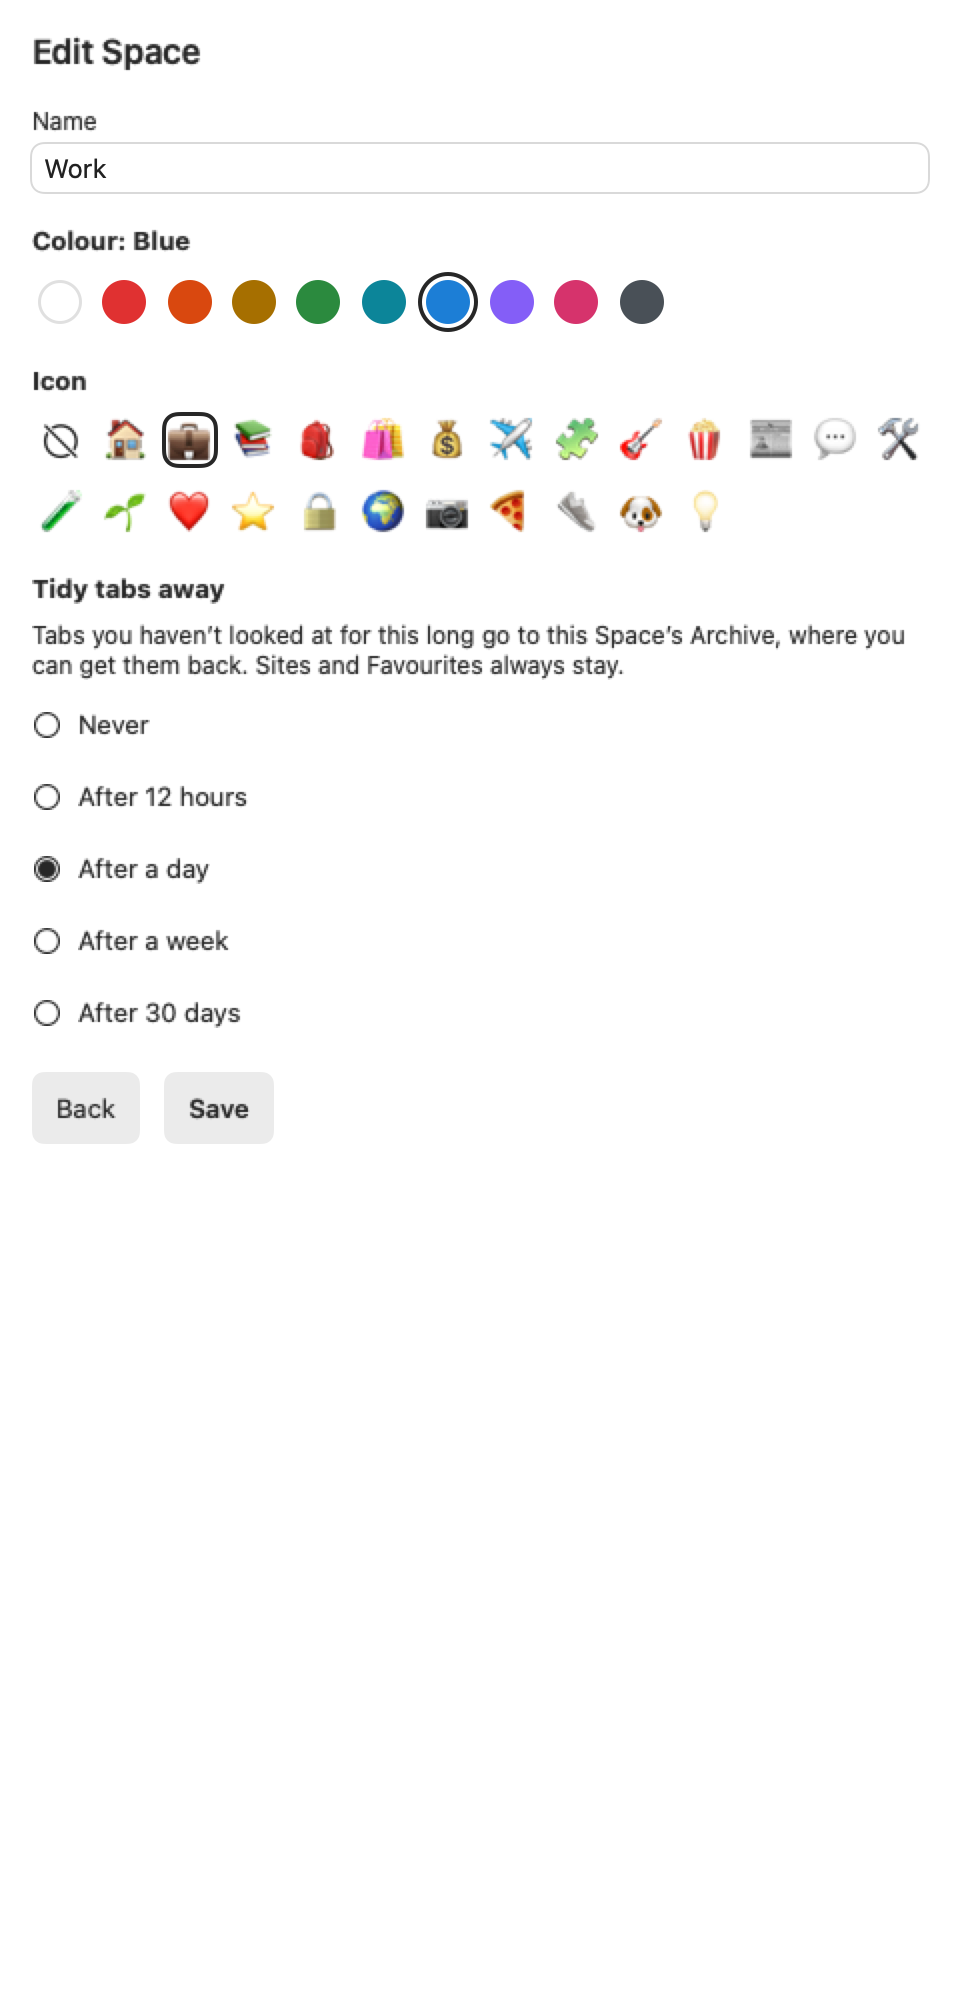 Edit Space
Name
Work
Colour: Blue
Icon
Tidy tabs away
Tabs you haven’t looked at for this long go to this Space’s Archive, where you
can get them back. Sites and Favourites always stay.
Never
After 12 hours
After a day
After a week
After 30 days
Back
Save